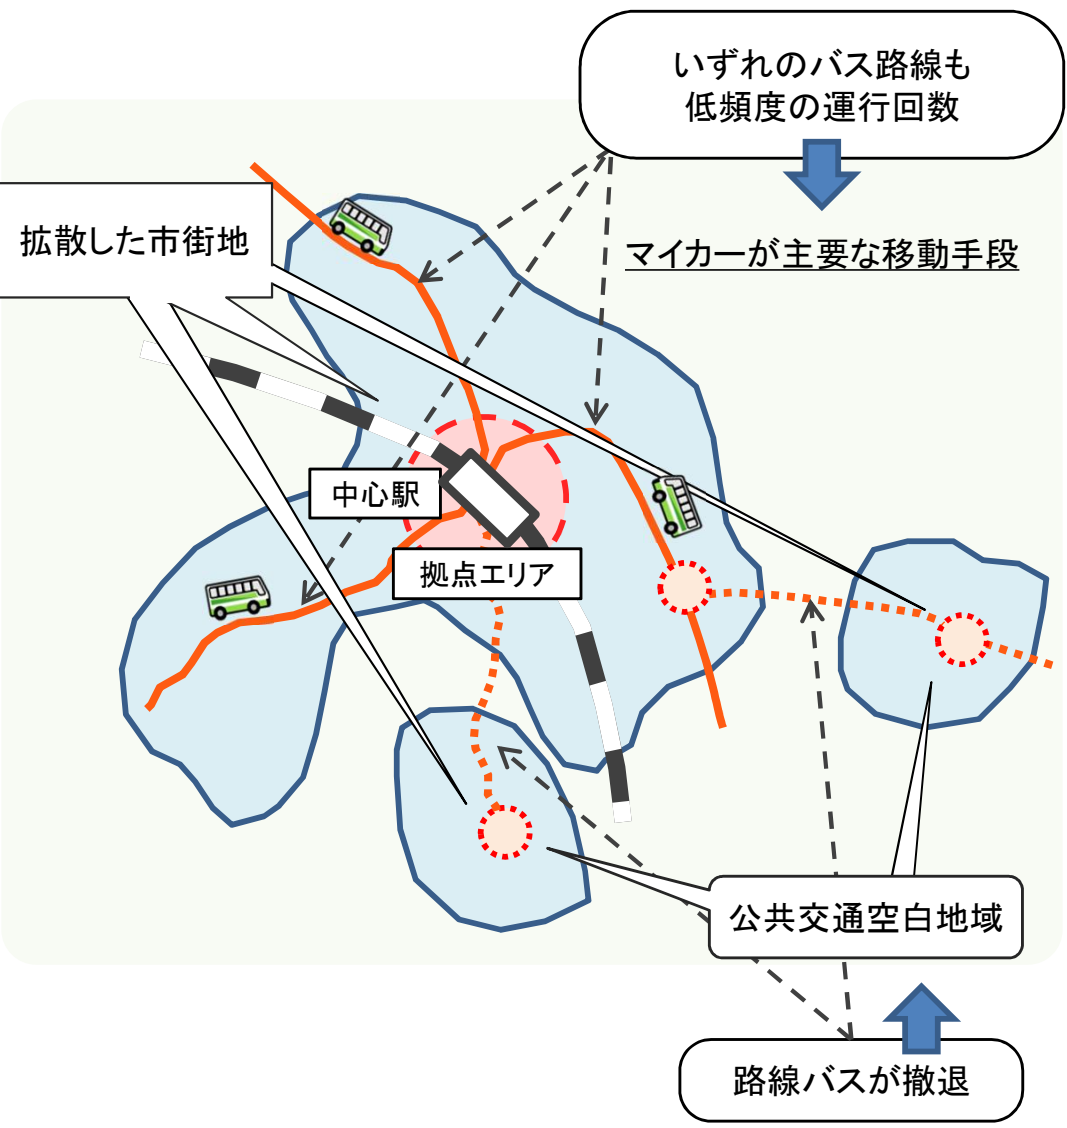 いずれのバス路線も
低頻度の運行回数
マイカーが主要な移動手段
拡散した市街地
中心駅
拠点エリア
公共交通空白地域
路線バスが撤退